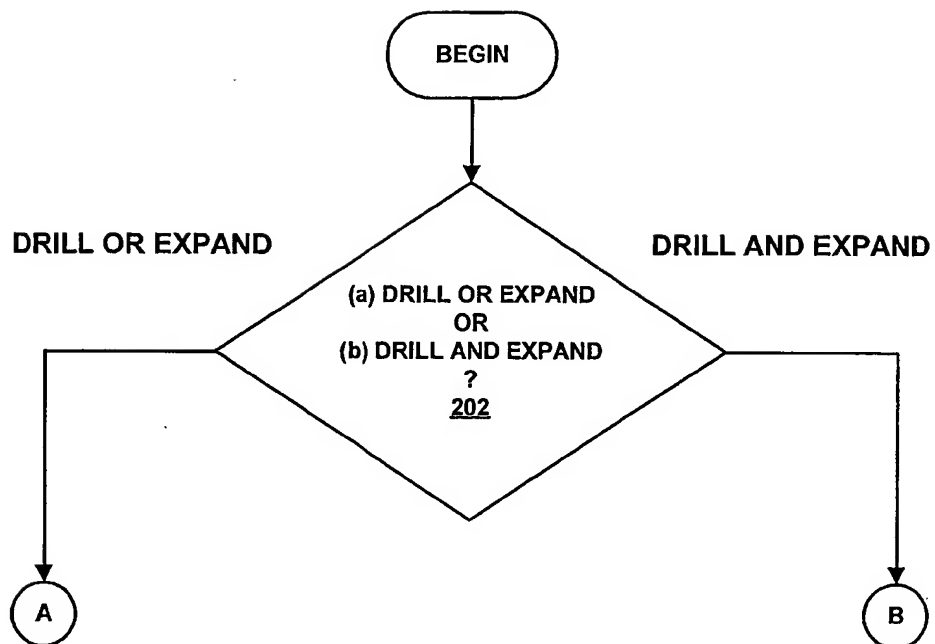 BEGIN
DRILL OR EXPAND
DRILL AND EXPAND
(a) DRILL OR EXPAND
OR
(b) DRILL AND EXPAND
?
202
A
B